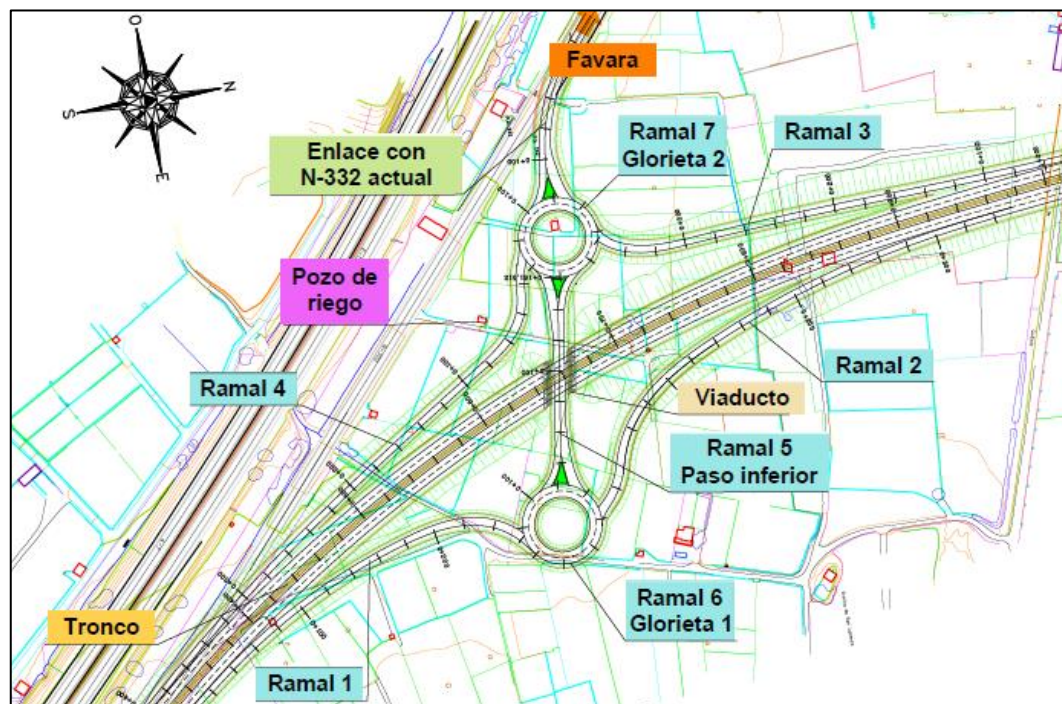 O
N
S
E
Favara
Enlace con
N-332 actual
Ramal 7
Glorieta 2
Ramal 3
Pozo de
riego
Ramal 4
Ramal 2
Viaducto
Ramal 5
Paso inferior
Tronco
Ramal 6
Glorieta 1
Ramal 1